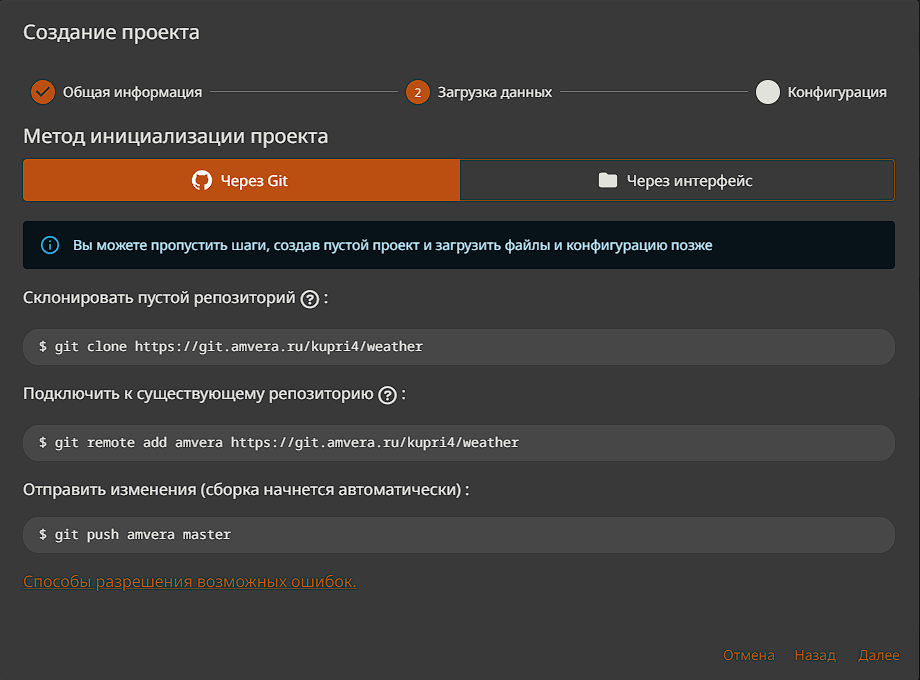 Создание проекта
Общая информация
2
Загрузка данных
Конфигурация
Метод инициализации проекта
Через Git
Через интерфейс
Вы можете пропустить шаги, создав пустой проект и загрузить файлы и конфигурацию позже
Склонировать пустой репозиторий ? :
$ git clone https://git.amvera.ru/kupri4/weather
Подключить к существующему репозиторию ? :
$ git remote add amvera https://git.amvera.ru/kupri4/weather
Отправить изменения (сборка начнется автоматически) :
$ git push amvera master
Способы разрешения возможных ошибок.
Отмена Назад Далее